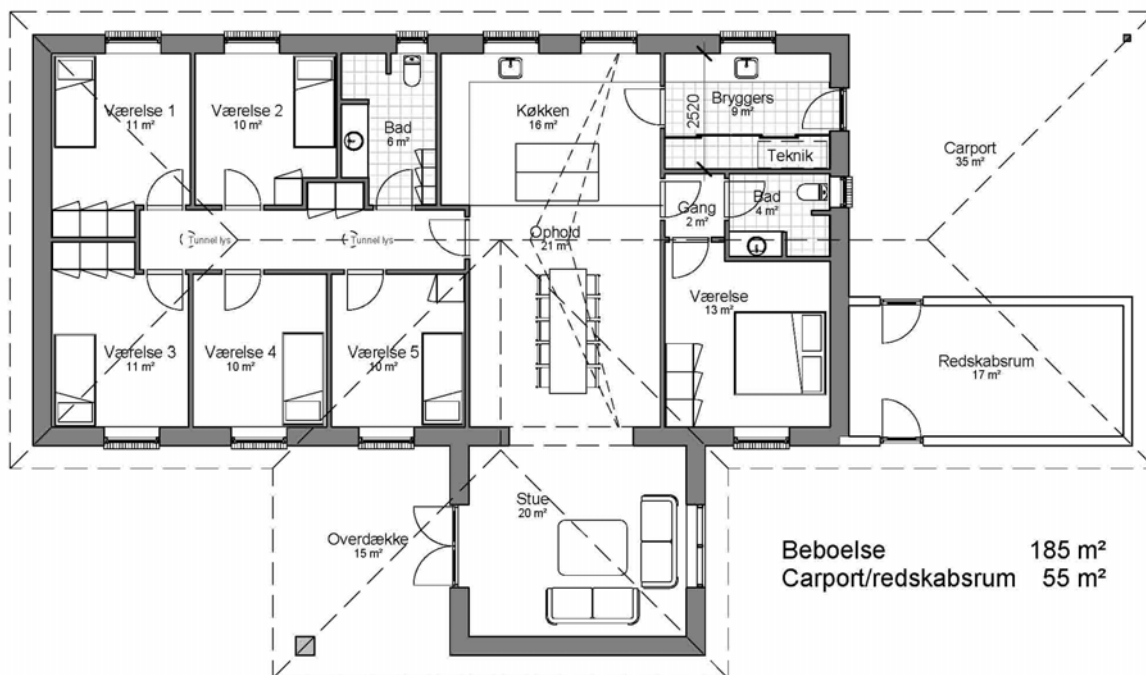 Værelse 1
11 m²
Værelse 2
10 m²
Bad
6 m²
Køkken
16 m²
2520
Bryggers
9 m²
Teknik
Carport
35 m²
Gang
2 m²
Bad
4 m²
Tunnel lys
Tunnel lys
Ophold
21 m²
Værelse
13 m²
Værelse 3
11 m²
Værelse 4
10 m²
Værelse 5
10 m²
Redskabsrum
17 m²
Stue
20 m²
Overdække
15 m²
Beboelse 185 m²
Carport/redskabsrum 55 m²